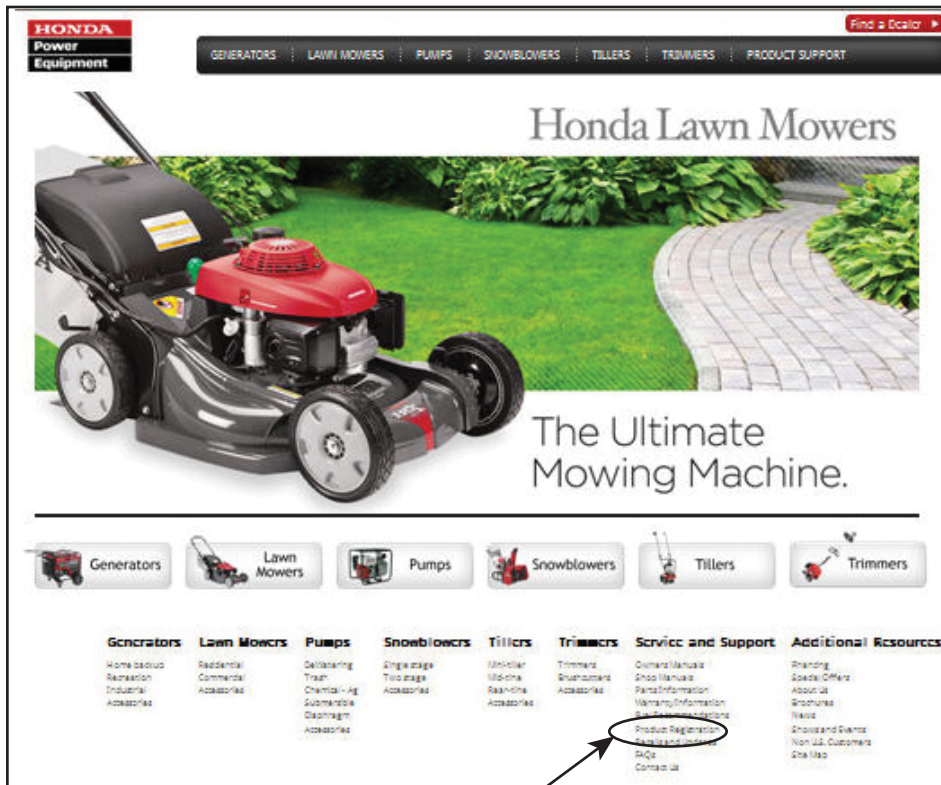 HONDA
Power
Equipment
Find a Dealer
GENERATORS LAWN MOWERS PUMPS SNOWBLOWERS TILLERS TRIMMERS PRODUCT SUPPORT
Honda Lawn Mowers
The Ultimate
Mowing Machine.
Generators
Lawn
Mowers
Pumps
Snowblowers
Tillers
Trimmers
Generators
Home backup
Recreation
Industrial
Accessories
Lawn Mowers
Residential
Commercial
Accessories
Pumps
DeWatering
Trash
Chemical - Ag
Submersible
Diaphragm
Accessories
Snowblowers
Single stage
Two stage
Accessories
Tillers
Mini-tiller
Mid-tine
Rear-tine
Accessories
Trimmers
Trimmers
Brushcutters
Accessories
Service and Support
Owners Manuals
Shop Manuals
Parts Information
Warranty Information
Fuel Recommendations
Product Registration
Recalls and Updates
FAQs
Contact Us
Additional Resources
Financing
Special Offers
About Us
Brochures
News
Shows and Events
Non U.S. Customers
Site Map